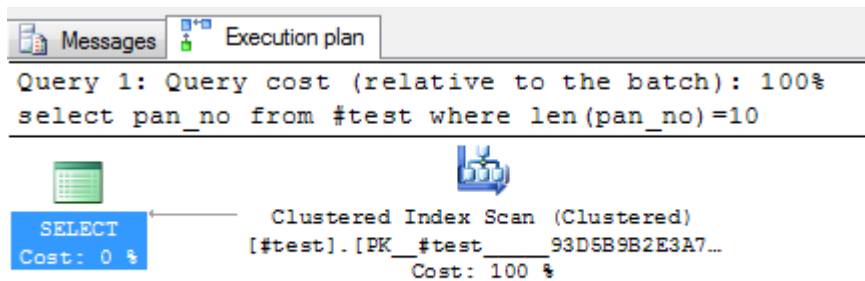 Messages
Execution plan
Query 1: Query cost (relative to the batch): 100%
select pan_no from #test where len(pan_no)=10
SELECT
Cost: 0 %
Clustered Index Scan (Clustered)
[#test].[PK__#test_____93D5B9B2E3A7…
Cost: 100 %